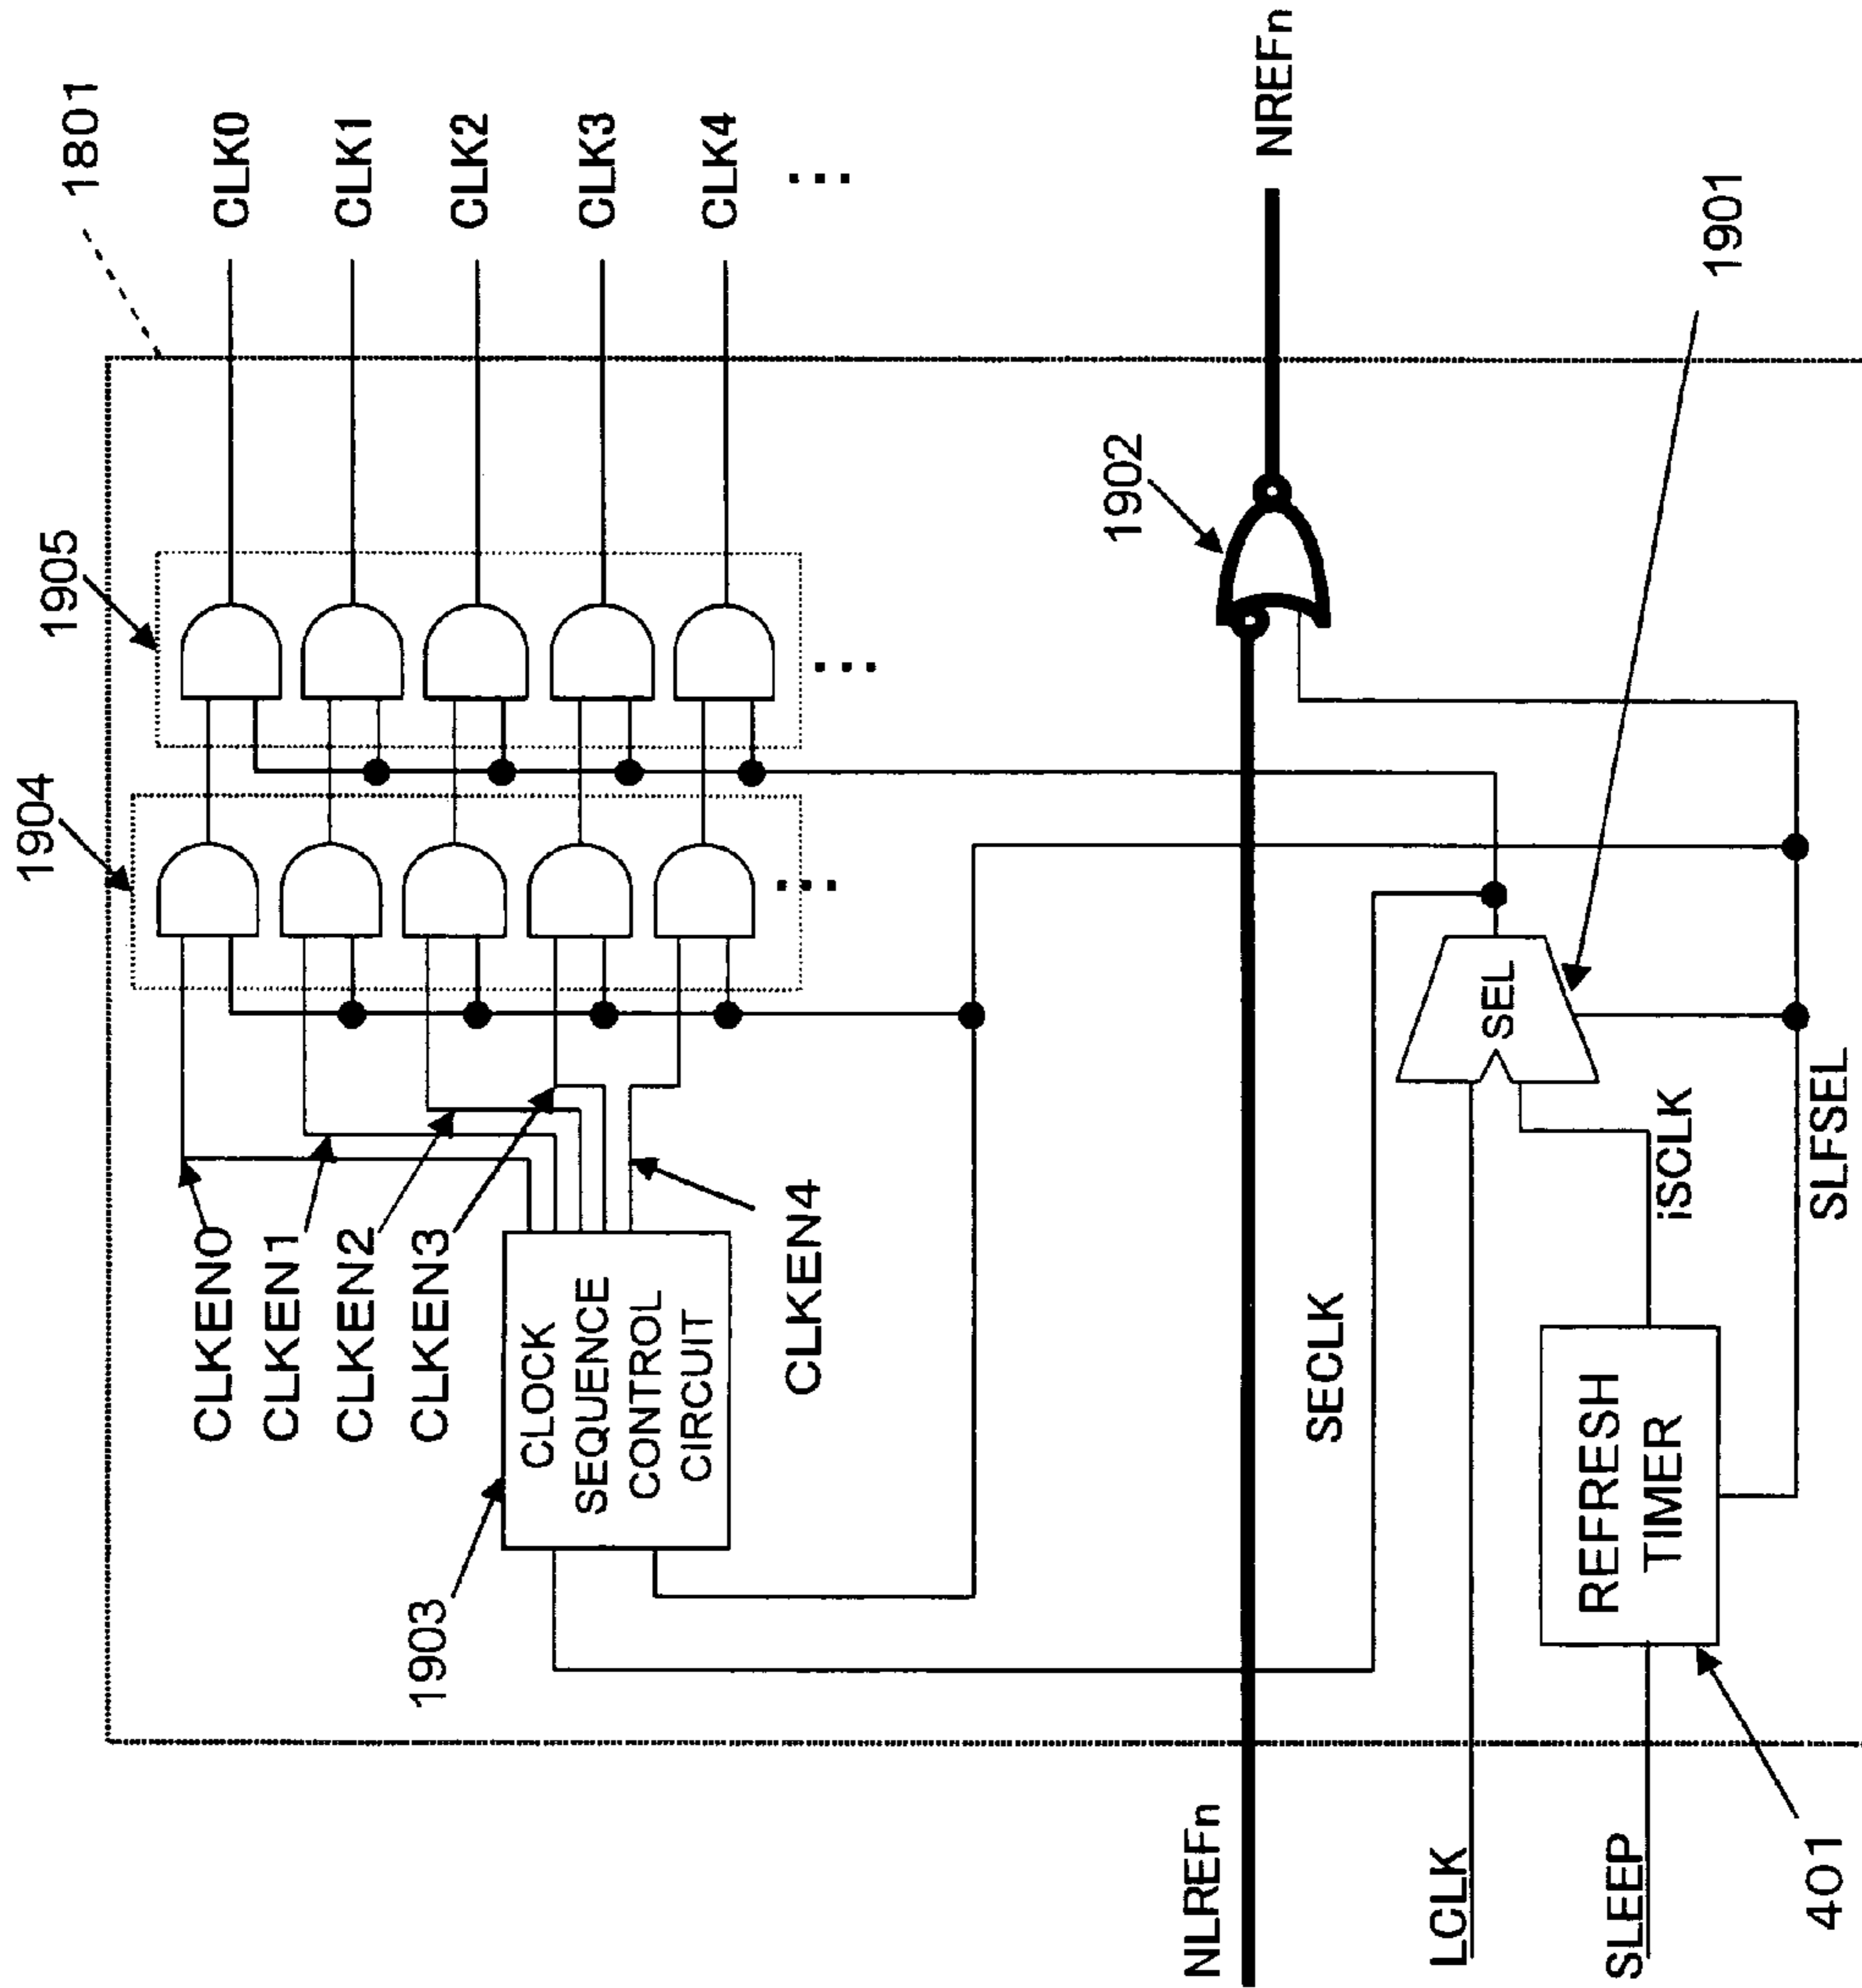 1801
1905
1904
CLK0
CLK1
CLK2
CLK3
CLK4
...
...
...
CLKEN0
CLKEN1
CLKEN2
CLKEN3
CLKEN4
1903
CLOCK
SEQUENCE
CONTROL
CIRCUIT
1902
NREFn
NLREFn
SECLK
1901
SEL
LCLK
iSCLK
SLEEP
REFRESH
TIMER
SLFSEL
401